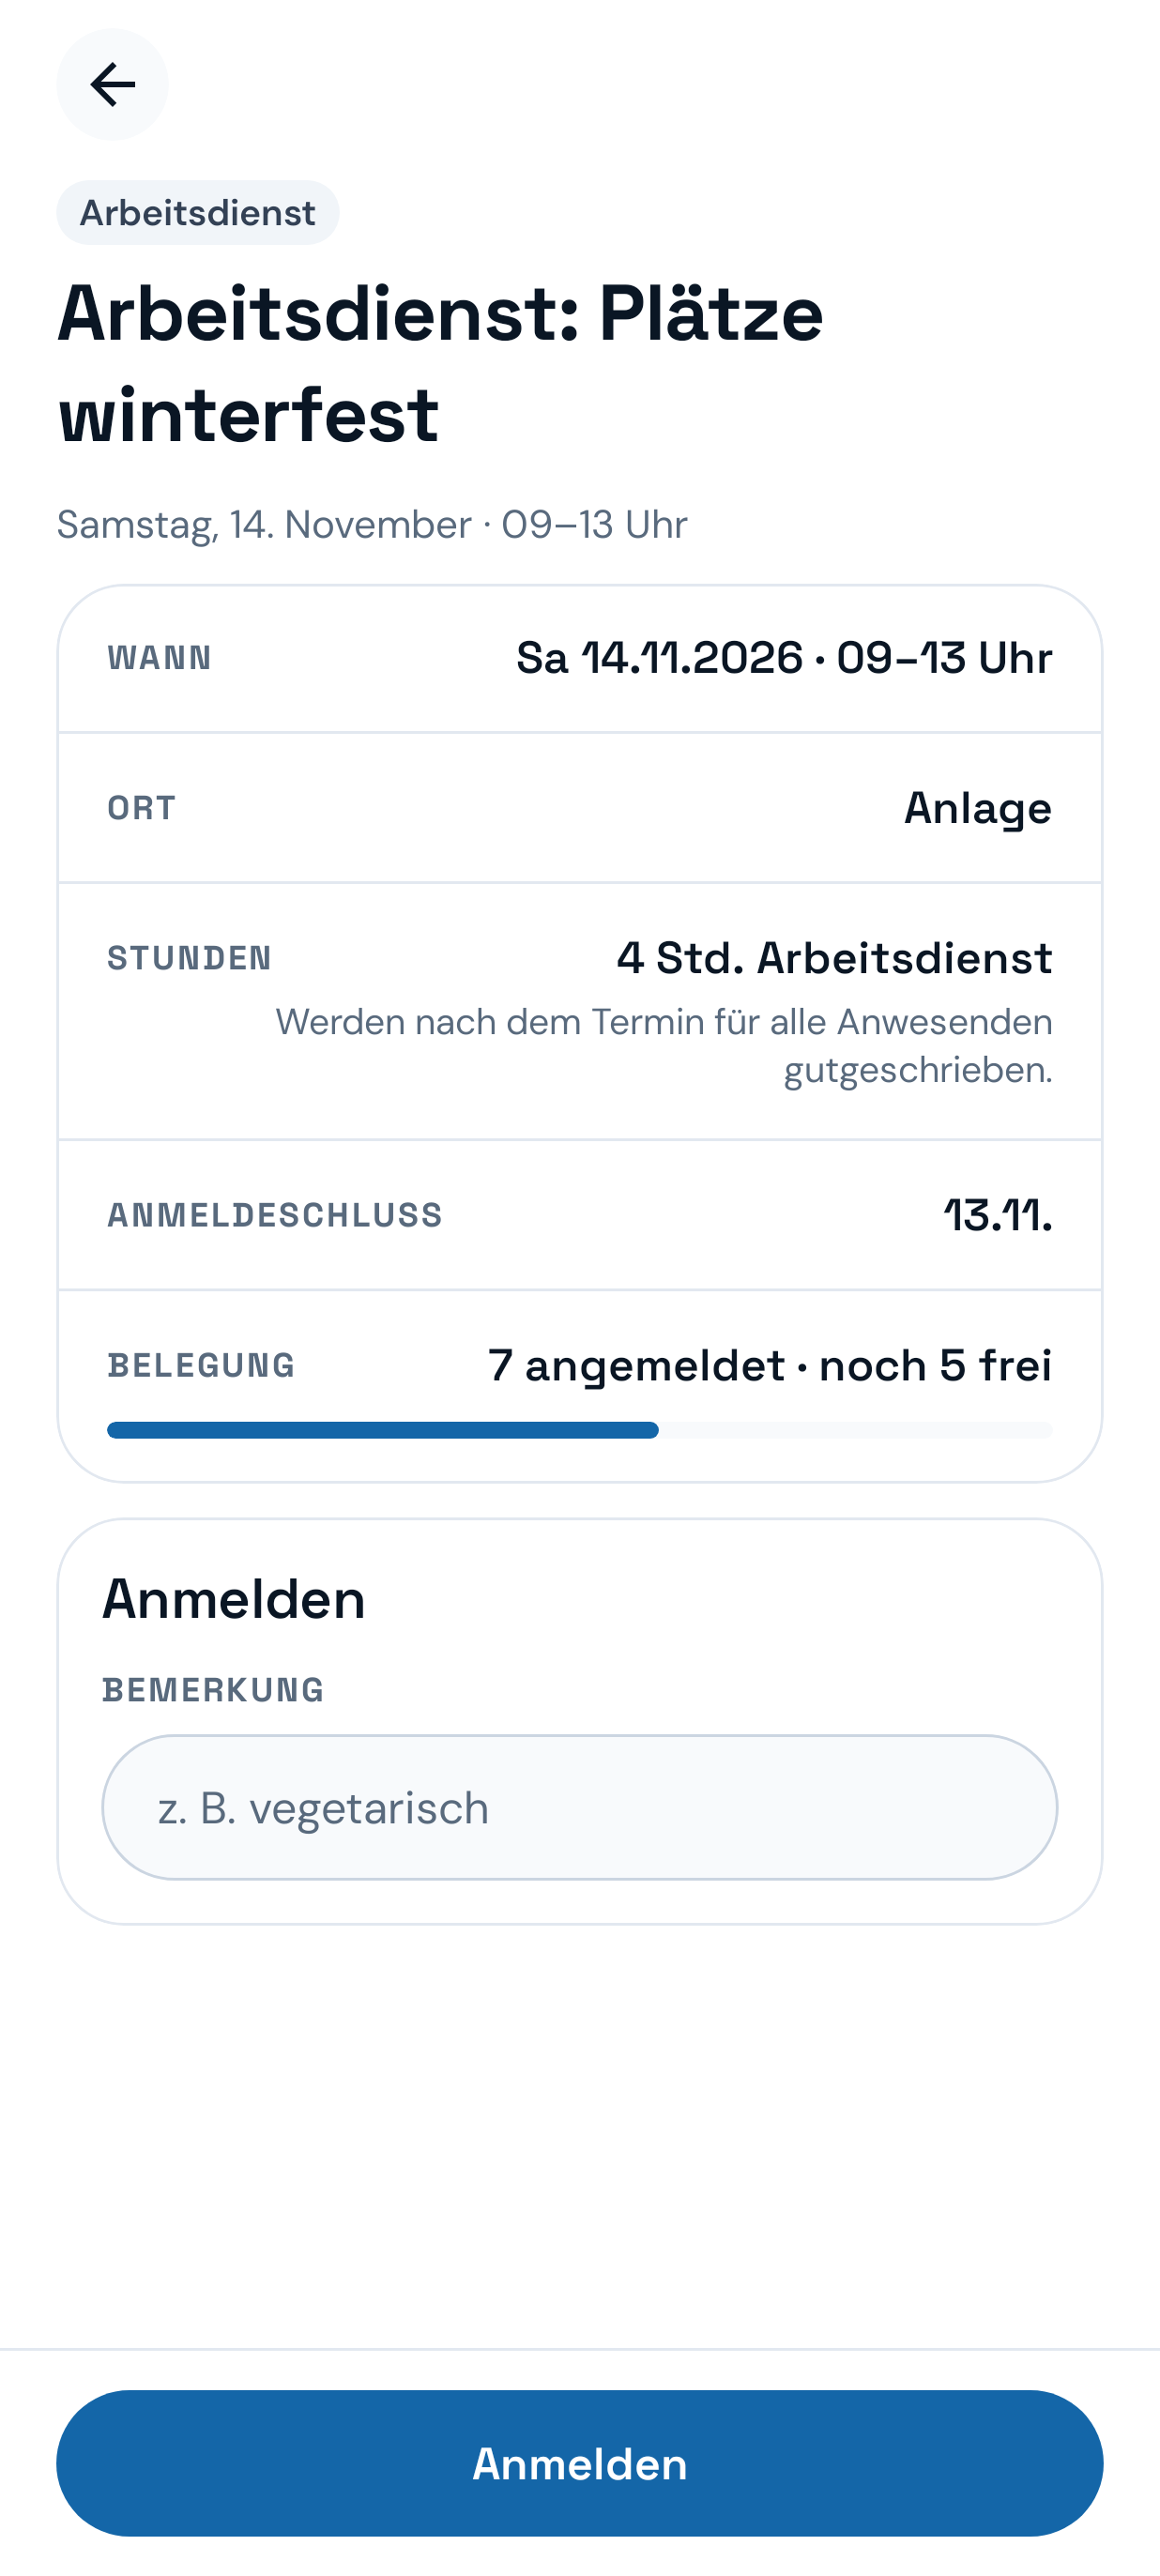 Arbeitsdienst
Arbeitsdienst: Plätze
winterfest
Samstag, 14. November · 09–13 Uhr
WANN Sa 14.11.2026 · 09–13 Uhr
ORT Anlage
STUNDEN 4 Std. Arbeitsdienst
Werden nach dem Termin für alle Anwesenden
gutgeschrieben.
ANMELDESCHLUSS 13.11.
BELEGUNG 7 angemeldet · noch 5 frei
Anmelden
BEMERKUNG
z. B. vegetarisch
Anmelden